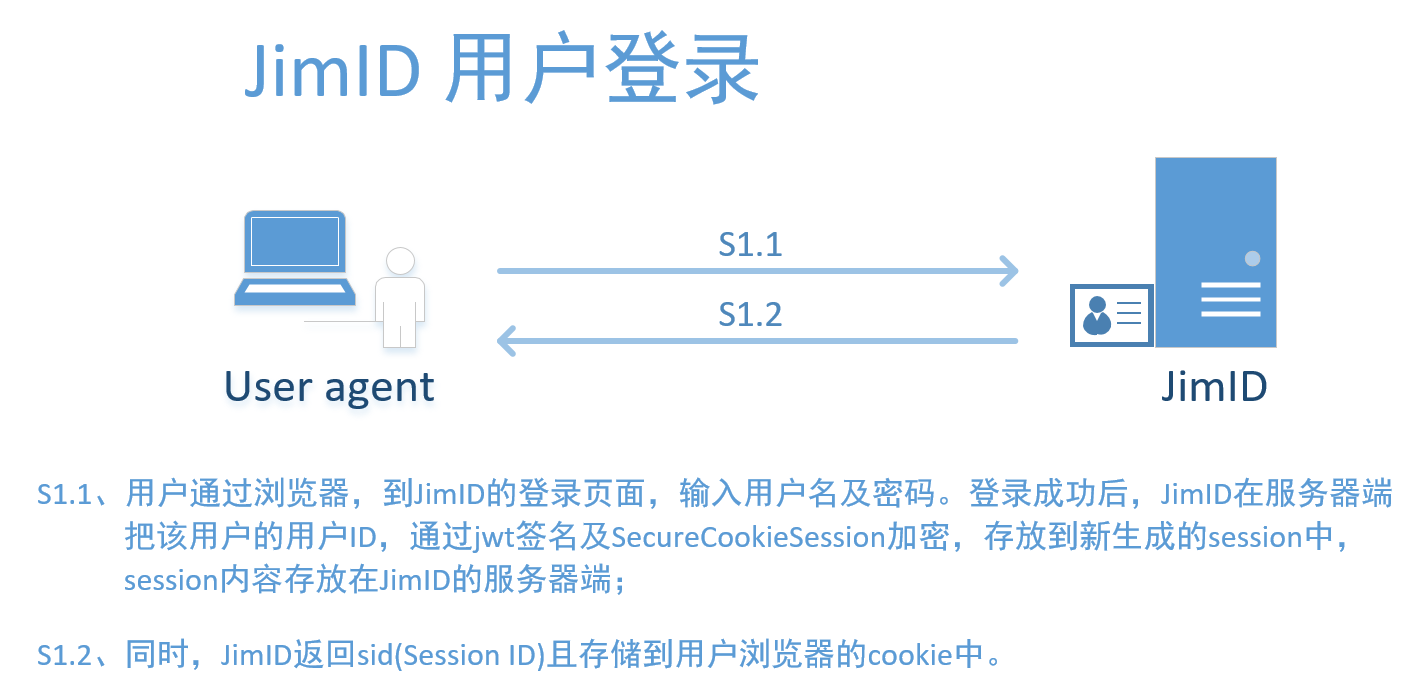 JimID 用户登录
S1.1
S1.2
User agent
JimID
S1.1、用户通过浏览器，到JimID的登录页面，输入用户名及密码。登录成功后，JimID在服务器端
把该用户的用户ID，通过jwt签名及SecureCookieSession加密，存放到新生成的session中，
session内容存放在JimID的服务器端；
S1.2、同时，JimID返回sid(Session ID)且存储到用户浏览器的cookie中。